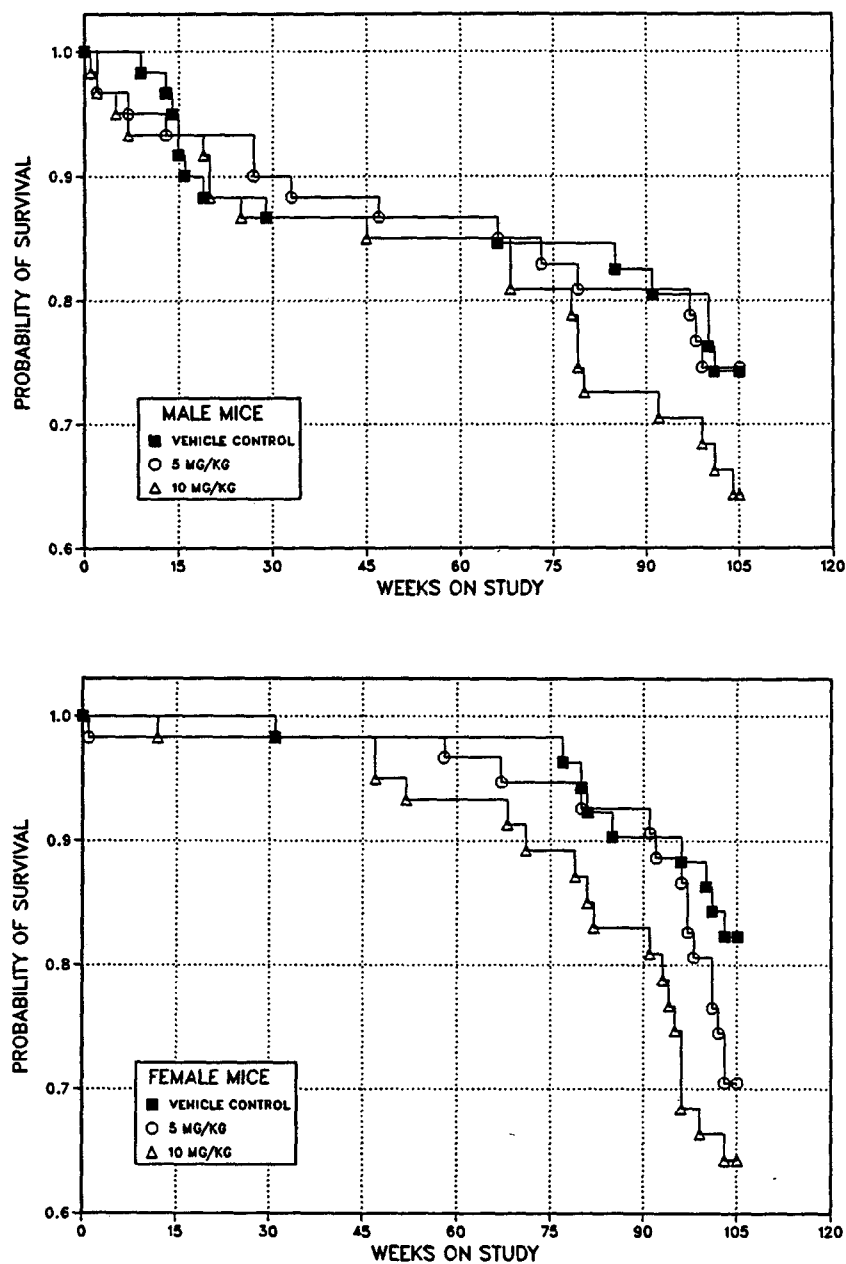 1.0
0.9
0.8
0.7
0.6
PROBABILITY OF SURVIVAL
MALE MICE
VEHICLE CONTROL
5 MG/KG
10 MG/KG
0 15 30 45 60 75 90 105 120
WEEKS ON STUDY
1.0
0.9
0.8
0.7
0.6
PROBABILITY OF SURVIVAL
FEMALE MICE
VEHICLE CONTROL
5 MG/KG
10 MG/KG
0 15 30 45 60 75 90 105 120
WEEKS ON STUDY